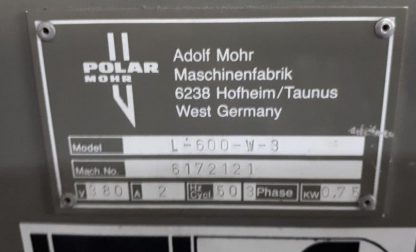 POLAR
MOHR
Adolf Mohr
Maschinenfabrik
6238 Hofheim/Taunus
West Germany
Model L-600-W-3
Mach No. 6172121
V 380 A 2 Hz Cycl 50 3 Phase KW 0.75